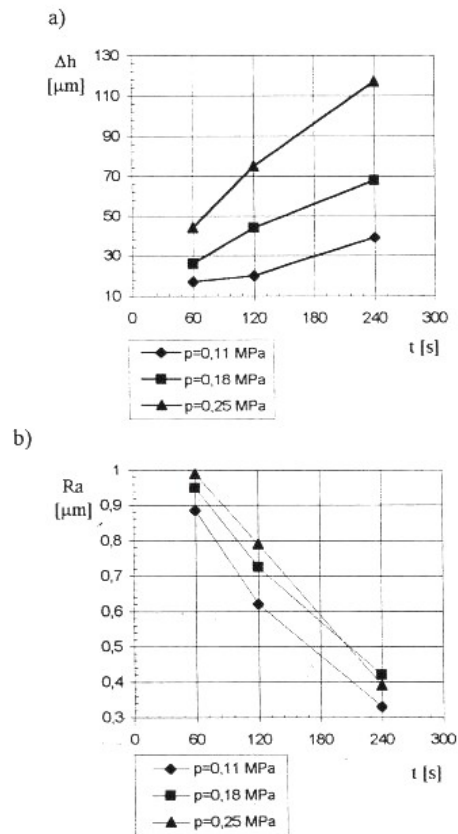 a)
Δh
[µm]
130
110
90
70
50
30
10
0 60 120 180 240 300
t [s]
p=0,11 MPa
p=0,18 MPa
p=0,25 MPa
b)
Ra
[µm]
1
0,9
0,8
0,7
0,6
0,5
0,4
0,3
0 60 120 180 240 300
t [s]
p=0,11 MPa
p=0,18 MPa
p=0,25 MPa